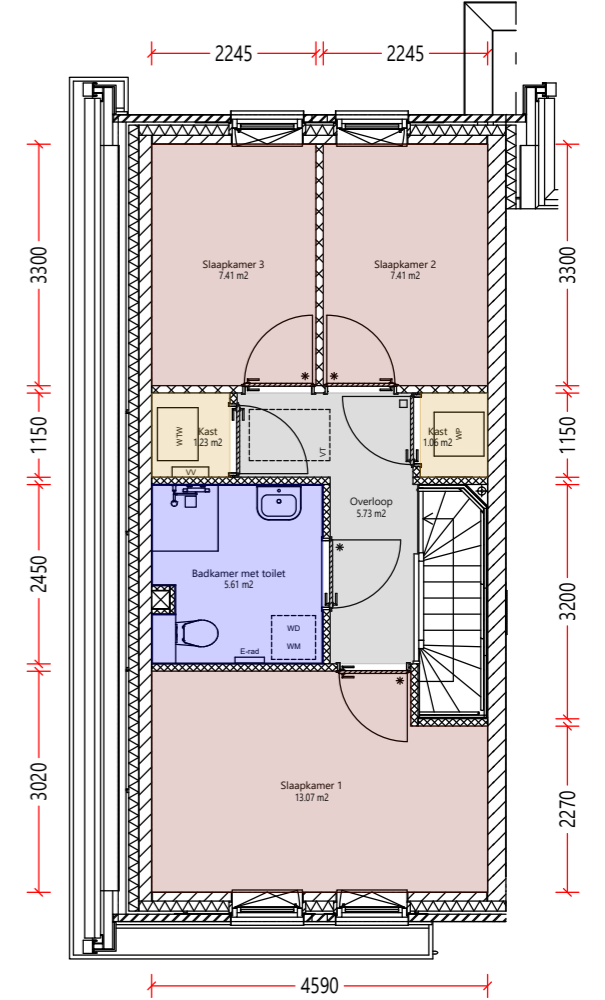 2245
2245
3300
3300
Slaapkamer 3
7.41 m2
Slaapkamer 2
7.41 m2
*
*
1150
1150
WTW
Kast
1.23 m2
VV
VT
Kast
1.06 m2
WP
Overloop
5.73 m2
2450
3200
*
Badkamer met toilet
5.61 m2
WD
WM
E-rad
*
3020
2270
Slaapkamer 1
13.07 m2
4590